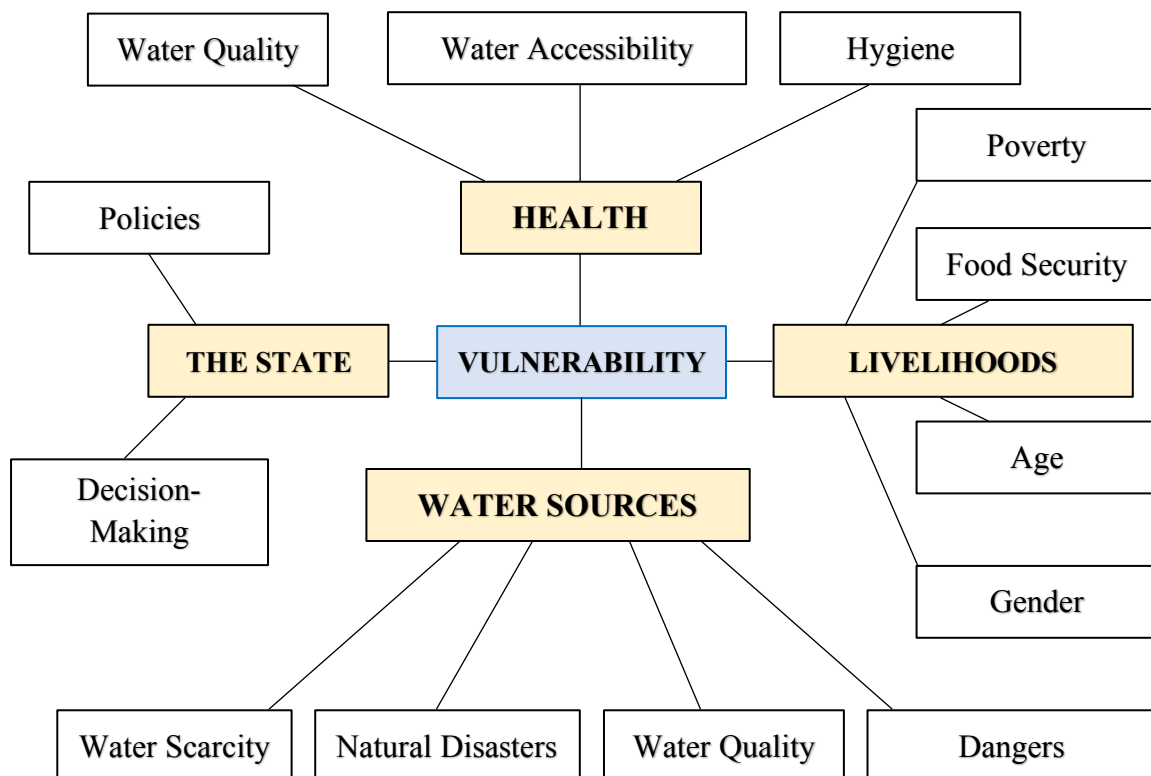 Water Quality
Water Accessibility
Hygiene
Poverty
Policies
HEALTH
Food Security
THE STATE
VULNERABILITY
LIVELIHOODS
Age
Decision-
Making
WATER SOURCES
Gender
Water Scarcity
Natural Disasters
Water Quality
Dangers